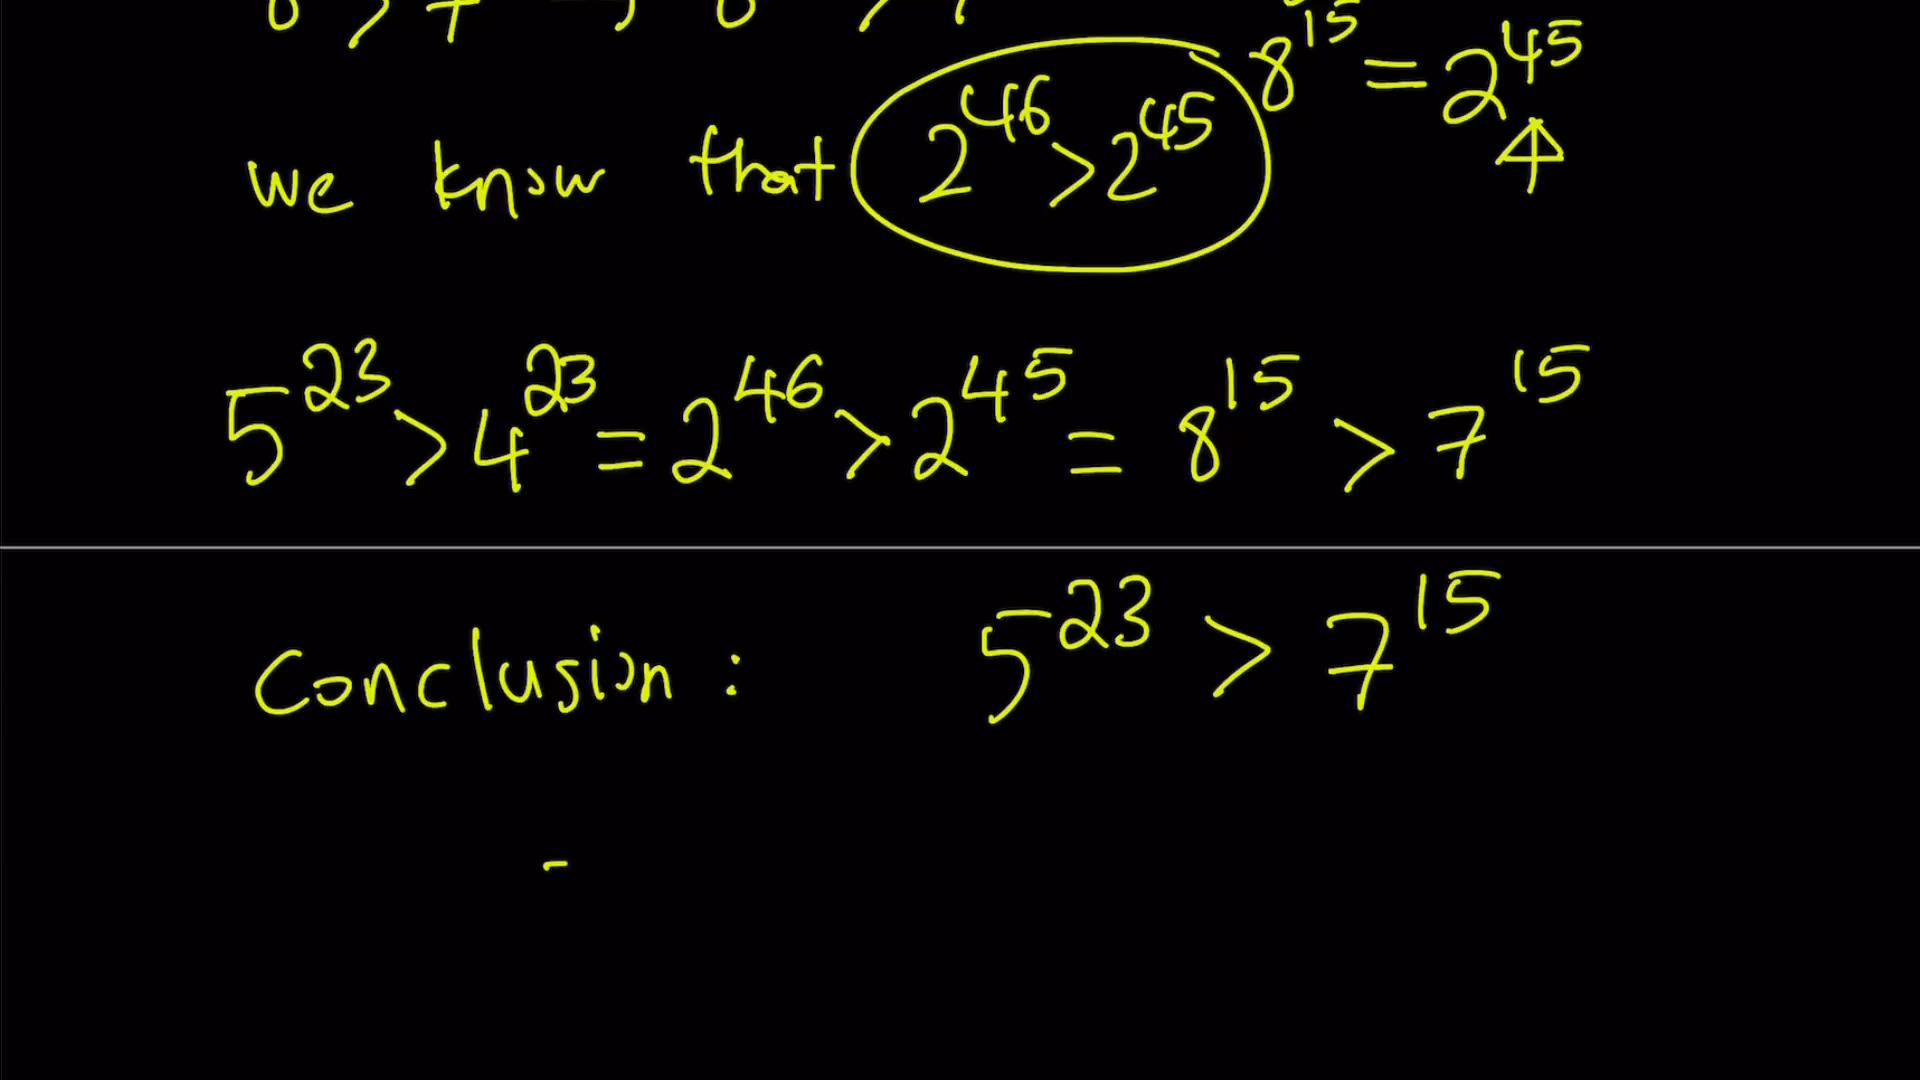 8^15 = 2^45
we know that 2^46 > 2^45
5^23 > 4^23 = 2^46 > 2^45 = 8^15 > 7^15
Conclusion : 5^23 > 7^15